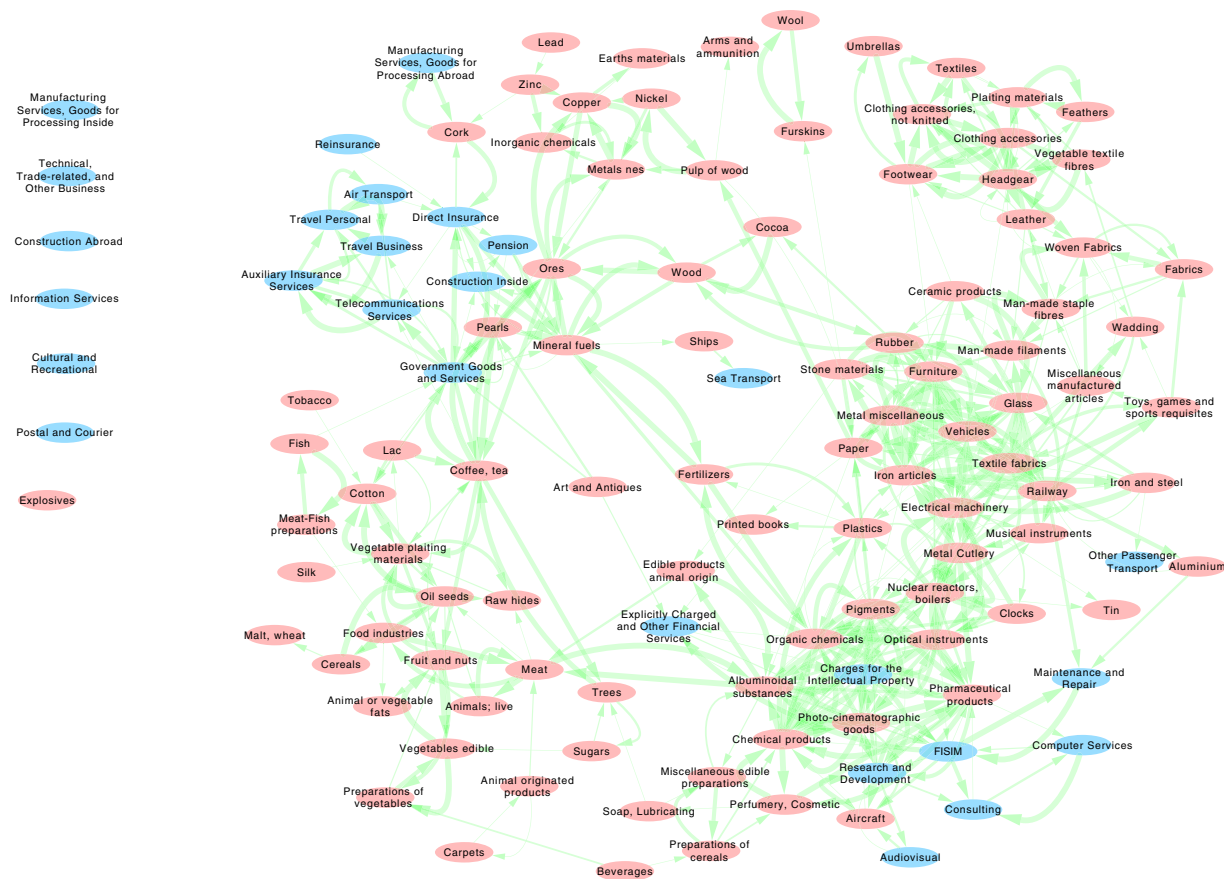 Wool
Umbrellas
Lead
Arms and
ammunition
Manufacturing
Services, Goods for
Processing Abroad
Earths materials
Textiles
Zinc
Copper
Nickel
Plaiting materials
Manufacturing
Services, Goods for
Processing Inside
Clothing accessories,
not knitted
Feathers
Cork
Furskins
Clothing accessories
Reinsurance
Inorganic chemicals
Vegetable textile
fibres
Technical,
Trade-related, and
Other Business
Metals nes
Pulp of wood
Footwear
Headgear
Air Transport
Travel Personal
Direct Insurance
Leather
Cocoa
Construction Abroad
Travel Business
Pension
Woven Fabrics
Auxiliary Insurance
Services
Construction Inside
Ores
Wood
Fabrics
Information Services
Telecommunications
Services
Ceramic products
Man-made staple
fibres
Pearls
Wadding
Mineral fuels
Ships
Rubber
Man-made filaments
Cultural and
Recreational
Government Goods
and Services
Sea Transport
Stone materials
Furniture
Miscellaneous
manufactured
articles
Tobacco
Glass
Toys, games and
sports requisites
Metal miscellaneous
Postal and Courier
Fish
Lac
Vehicles
Paper
Coffee, tea
Textile fabrics
Explosives
Cotton
Art and Antiques
Fertilizers
Iron articles
Railway
Iron and steel
Meat-Fish
preparations
Printed books
Plastics
Electrical machinery
Musical instruments
Vegetable plaiting
materials
Metal Cutlery
Other Passenger
Transport
Aluminium
Silk
Edible products
animal origin
Oil seeds
Raw hides
Nuclear reactors,
boilers
Pigments
Clocks
Tin
Malt, wheat
Food industries
Explicitly Charged
and Other Financial
Services
Organic chemicals
Optical instruments
Cereals
Fruit and nuts
Meat
Charges for the
Intellectual Property
Maintenance and
Repair
Animal or vegetable
fats
Animals; live
Trees
Albuminoidal
substances
Pharmaceutical
products
Photo-cinematographic
goods
Vegetables edible
Sugars
Chemical products
FISIM
Computer Services
Miscellaneous edible
preparations
Research and
Development
Preparations of
vegetables
Animal originated
products
Soap, Lubricating
Perfumery, Cosmetic
Aircraft
Consulting
Carpets
Preparations of
cereals
Audiovisual
Beverages